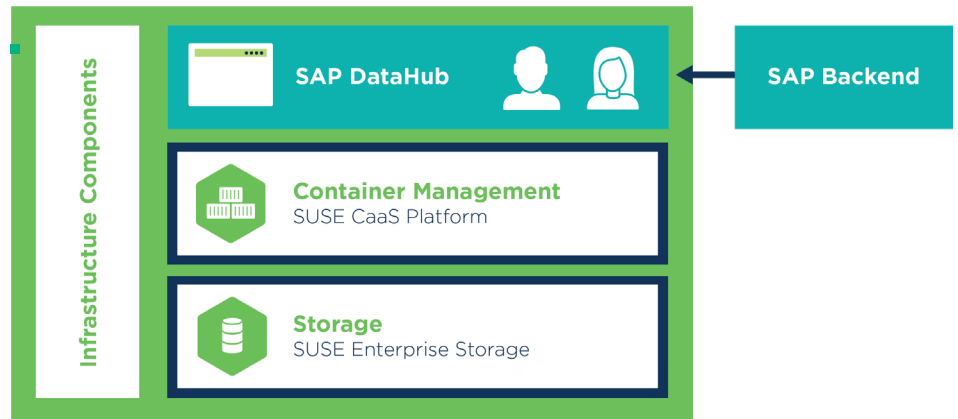 Infrastructure Components
SAP DataHub
SAP Backend
Container Management
SUSE CaaS Platform
Storage
SUSE Enterprise Storage